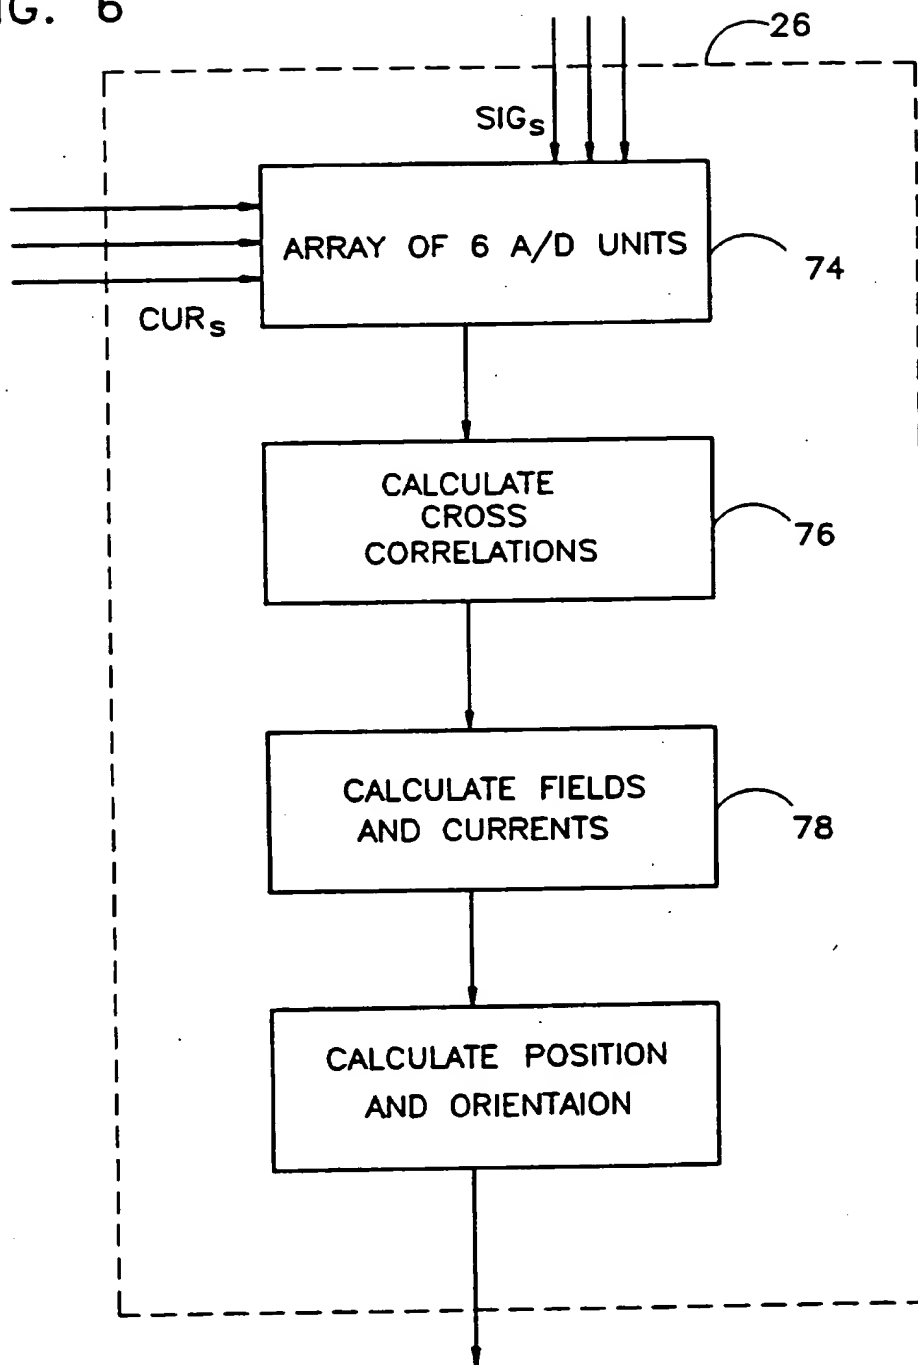 FIG. 6
26
SIGs
ARRAY OF 6 A/D UNITS
74
CURs
CALCULATE
CROSS
CORRELATIONS
76
CALCULATE FIELDS
AND CURRENTS
78
CALCULATE POSITION
AND ORIENTAION